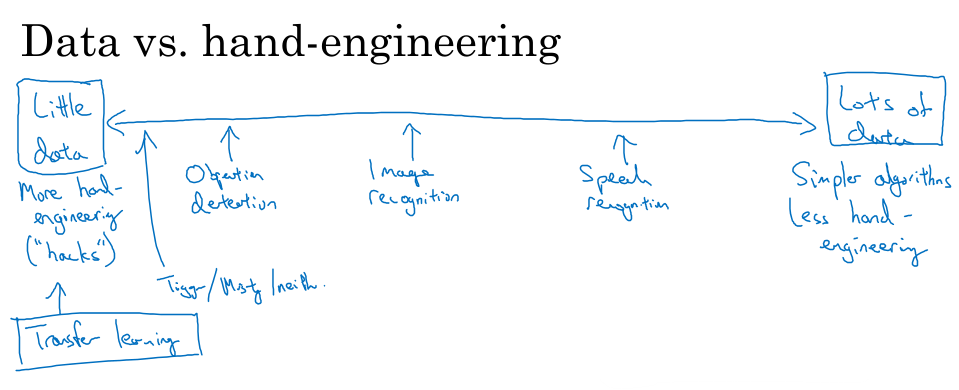 Data vs. hand-engineering
Little
data
Lots of
data
Object
detection
Image
recognition
Speech
recognition
More hand-
engineering
("hacks")
Simpler algorithms
Less hand-
engineering
Tigger/Misty/neith.
Transfer learning